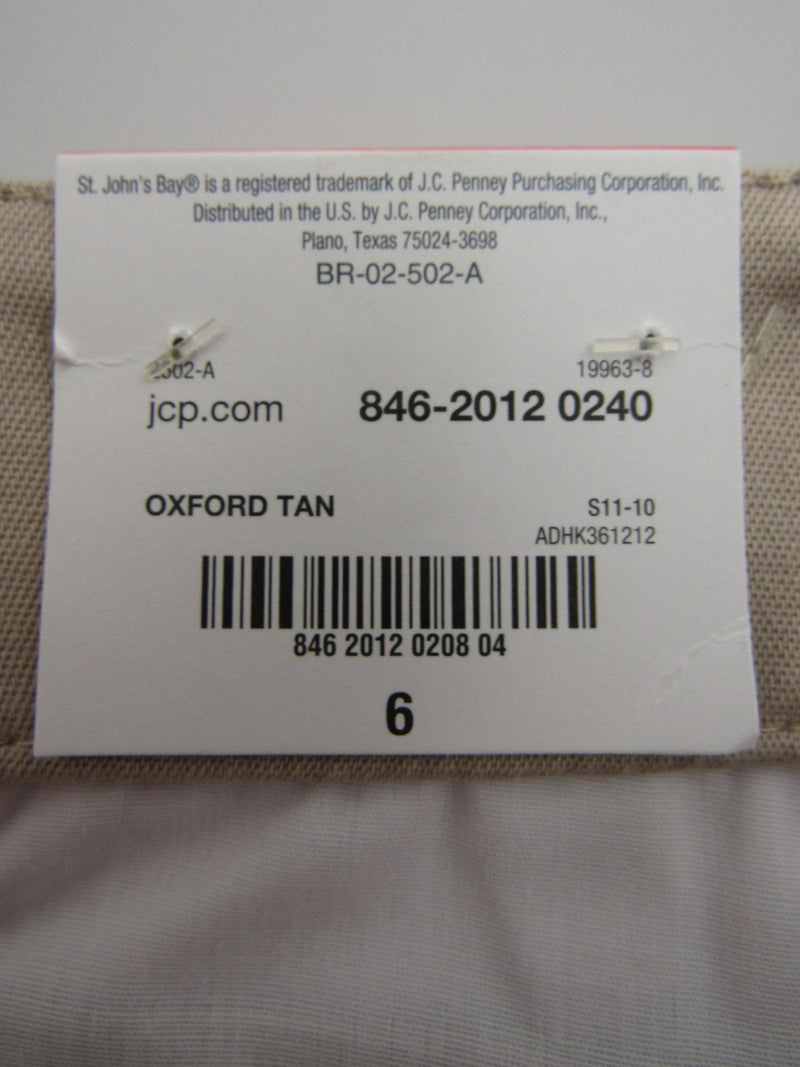 St. John's Bay® is a registered trademark of J.C. Penney Purchasing Corporation, Inc.
Distributed in the U.S. by J.C. Penney Corporation, Inc.,
Plano, Texas 75024-3698
BR-02-502-A
19963-8
jcp.com 846-2012 0240
OXFORD TAN S11-10
ADHK361212
846 2012 0208 04
6